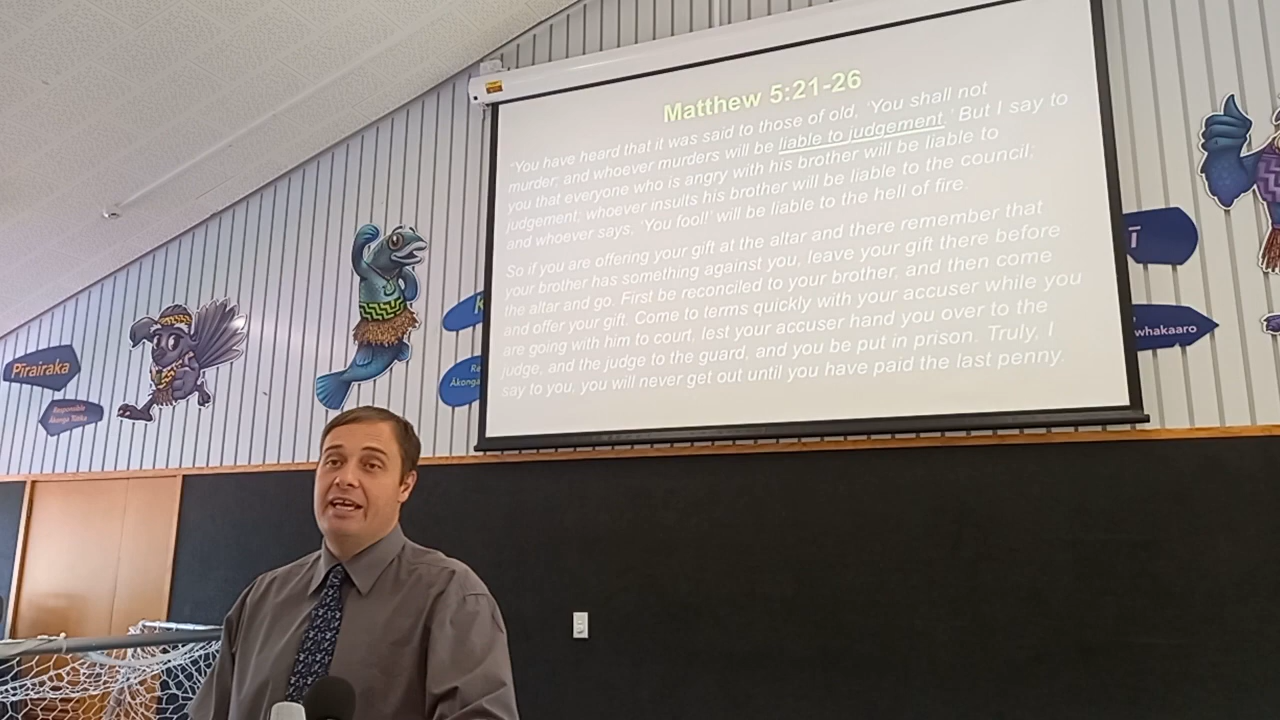 Matthew 5:21-26
"You have heard that it was said to those of old, 'You shall not
murder; and whoever murders will be liable to judgement.' But I say to
you that everyone who is angry with his brother will be liable to
judgement; whoever insults his brother will be liable to the council;
and whoever says, 'You fool!' will be liable to the hell of fire.
So if you are offering your gift at the altar and there remember that
your brother has something against you, leave your gift there before
the altar and go. First be reconciled to your brother, and then come
and offer your gift. Come to terms quickly with your accuser while you
are going with him to court, lest your accuser hand you over to the
judge, and the judge to the guard, and you be put in prison. Truly, I
say to you, you will never get out until you have paid the last penny.
Pīrairaka
Responsible
Ākonga Tūtika
K
Re
Ākonga
ī
whakaaro